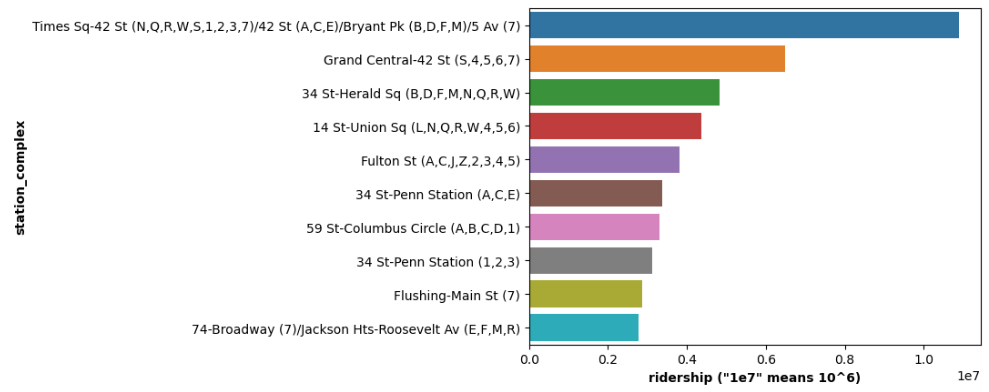 Times Sq-42 St (N,Q,R,W,S,1,2,3,7)/42 St (A,C,E)/Bryant Pk (B,D,F,M)/5 Av (7)
Grand Central-42 St (S,4,5,6,7)
34 St-Herald Sq (B,D,F,M,N,Q,R,W)
14 St-Union Sq (L,N,Q,R,W,4,5,6)
Fulton St (A,C,J,Z,2,3,4,5)
34 St-Penn Station (A,C,E)
59 St-Columbus Circle (A,B,C,D,1)
34 St-Penn Station (1,2,3)
Flushing-Main St (7)
74-Broadway (7)/Jackson Hts-Roosevelt Av (E,F,M,R)
station_complex
0.0 0.2 0.4 0.6 0.8 1.0
1e7
ridership ("1e7" means 10^6)